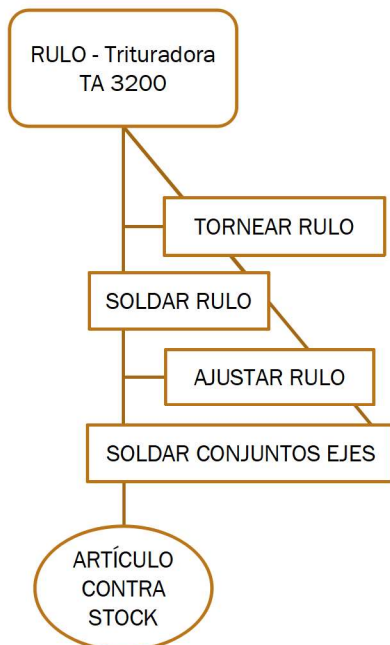 RULO - Trituradora
TA 3200
TORNEAR RULO
SOLDAR RULO
AJUSTAR RULO
SOLDAR CONJUNTOS EJES
ARTÍCULO
CONTRA
STOCK